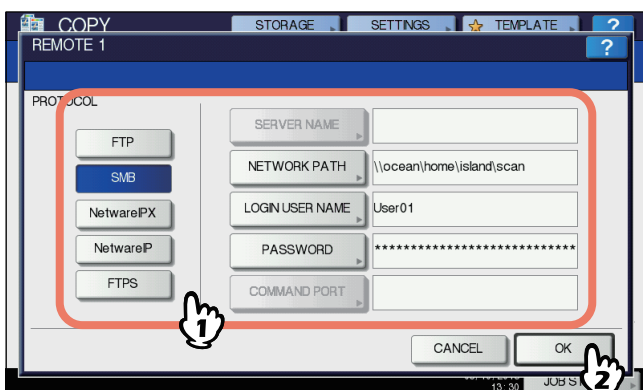 COPY STORAGE SETTINGS TEMPLATE ?
REMOTE 1 ?
PROTOCOL
FTP
SMB
NetwareIPX
NetwareIP
FTPS
SERVER NAME
NETWORK PATH \\ocean\home\island\scan
LOGIN USER NAME User01
PASSWORD ****************************
COMMAND PORT
1
CANCEL OK
2
13:30 JOB S